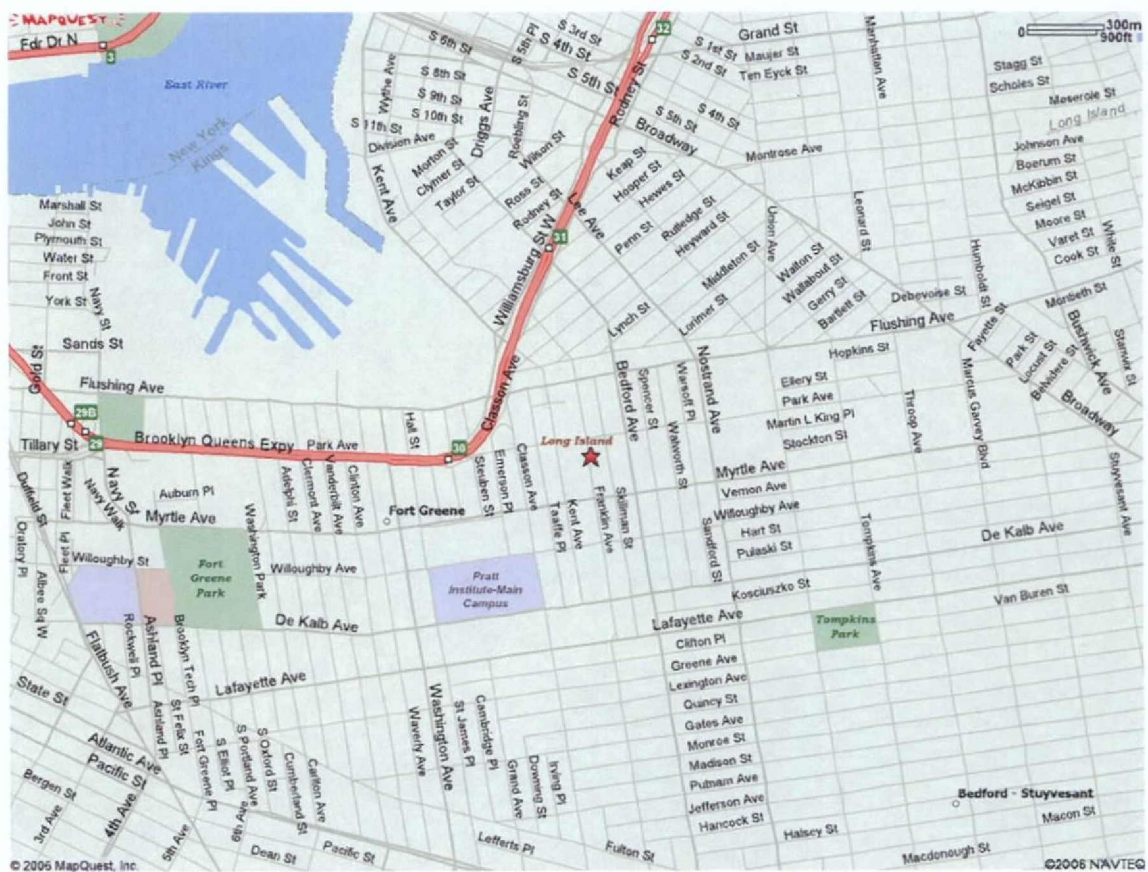 MAPQUEST
Fdr Dr N
3
East River
New York
Kings
S 6th St
S 5th Pl
S 3rd St
S 4th St
S 5th St
32
S 1st St
S 2nd St
Grand St
Maujer St
Ten Eyck St
Manhattan Ave
0
300m
900ft
Stagg St
Scholes St
Meserole St
Long Island
Wythe Ave
S 8th St
S 9th St
S 10th St
S 11th St
Division Ave
Driggs Ave
Roebling St
Rodney St
S 4th St
S 5th St
Broadway
Montrose Ave
Johnson Ave
Boerum St
McKibbin St
Seigel St
Moore St
Varet St
Cook St
White St
Kent Ave
Morton St
Clymer St
Taylor St
Wilson St
Ross St
Rodney St
Lee Ave
Keap St
Hooper St
Hewes St
Penn St
Rutledge St
Heyward St
Middleton St
Lynch St
Lorimer St
Union Ave
Walton St
Wallabout St
Gerry St
Bartlett St
Leonard St
Humboldt St
Debevoise St
Flushing Ave
Fayette St
Monteth St
Bushwick Ave
Stanwix St
Park St
Locust St
Belvidere St
Broadway
Marshall St
John St
Plymouth St
Water St
Front St
York St
Navy St
Sands St
Gold St
Flushing Ave
Williamsburg St W
31
Classon Ave
29B
29
Tillary St
Brooklyn Queens Expy
Park Ave
Hall St
30
Long Island
Bedford Ave
Spencer St
Warsoff Pl
Walworth St
Nostrand Ave
Hopkins St
Ellery St
Park Ave
Martin L King Pl
Stockton St
Throop Ave
Marcus Garvey Blvd
Stuyvesant Ave
Duffield St
Fleet Walk
Navy St
Navy Walk
Auburn Pl
Myrtle Ave
Adelphi St
Clermont Ave
Vanderbilt Ave
Clinton Ave
Fort Greene
Steuben St
Emerson Pl
Classon Ave
Taaffe Pl
Kent Ave
Franklin Ave
Skillman St
Sandford St
Myrtle Ave
Vernon Ave
Willoughby Ave
Hart St
Pulaski St
Tompkins Ave
De Kalb Ave
Kosciuszko St
Oratory Pl
Fleet Pl
Albee Sq W
Willoughby St
Fort
Greene
Park
Washington Park
Willoughby Ave
De Kalb Ave
Pratt
Institute-Main
Campus
Lafayette Ave
Tompkins
Park
Van Buren St
Flatbush Ave
Rockwell Pl
Ashland Pl
Brooklyn Tech Pl
Lafayette Ave
Clifton Pl
Greene Ave
Lexington Ave
Quincy St
Gates Ave
Monroe St
Madison St
Putnam Ave
Jefferson Ave
Hancock St
State St
Atlantic Ave
Pacific St
Bergen St
3rd Ave
4th Ave
5th Ave
Ashland Pl
St Felix St
Fort Greene Pl
S Elliot Pl
S Portland Ave
6th Ave
S Oxford St
Cumberland St
Carlton Ave
Dean St
Pacific St
Waverly Ave
Washington Ave
St James Pl
Cambridge Pl
Grand Ave
Downing St
Irving Pl
Lefferts Pl
Fulton St
Halsey St
Bedford - Stuyvesant
Macon St
Macdonough St
© 2006 MapQuest, Inc.
©2006 NAVTEQ